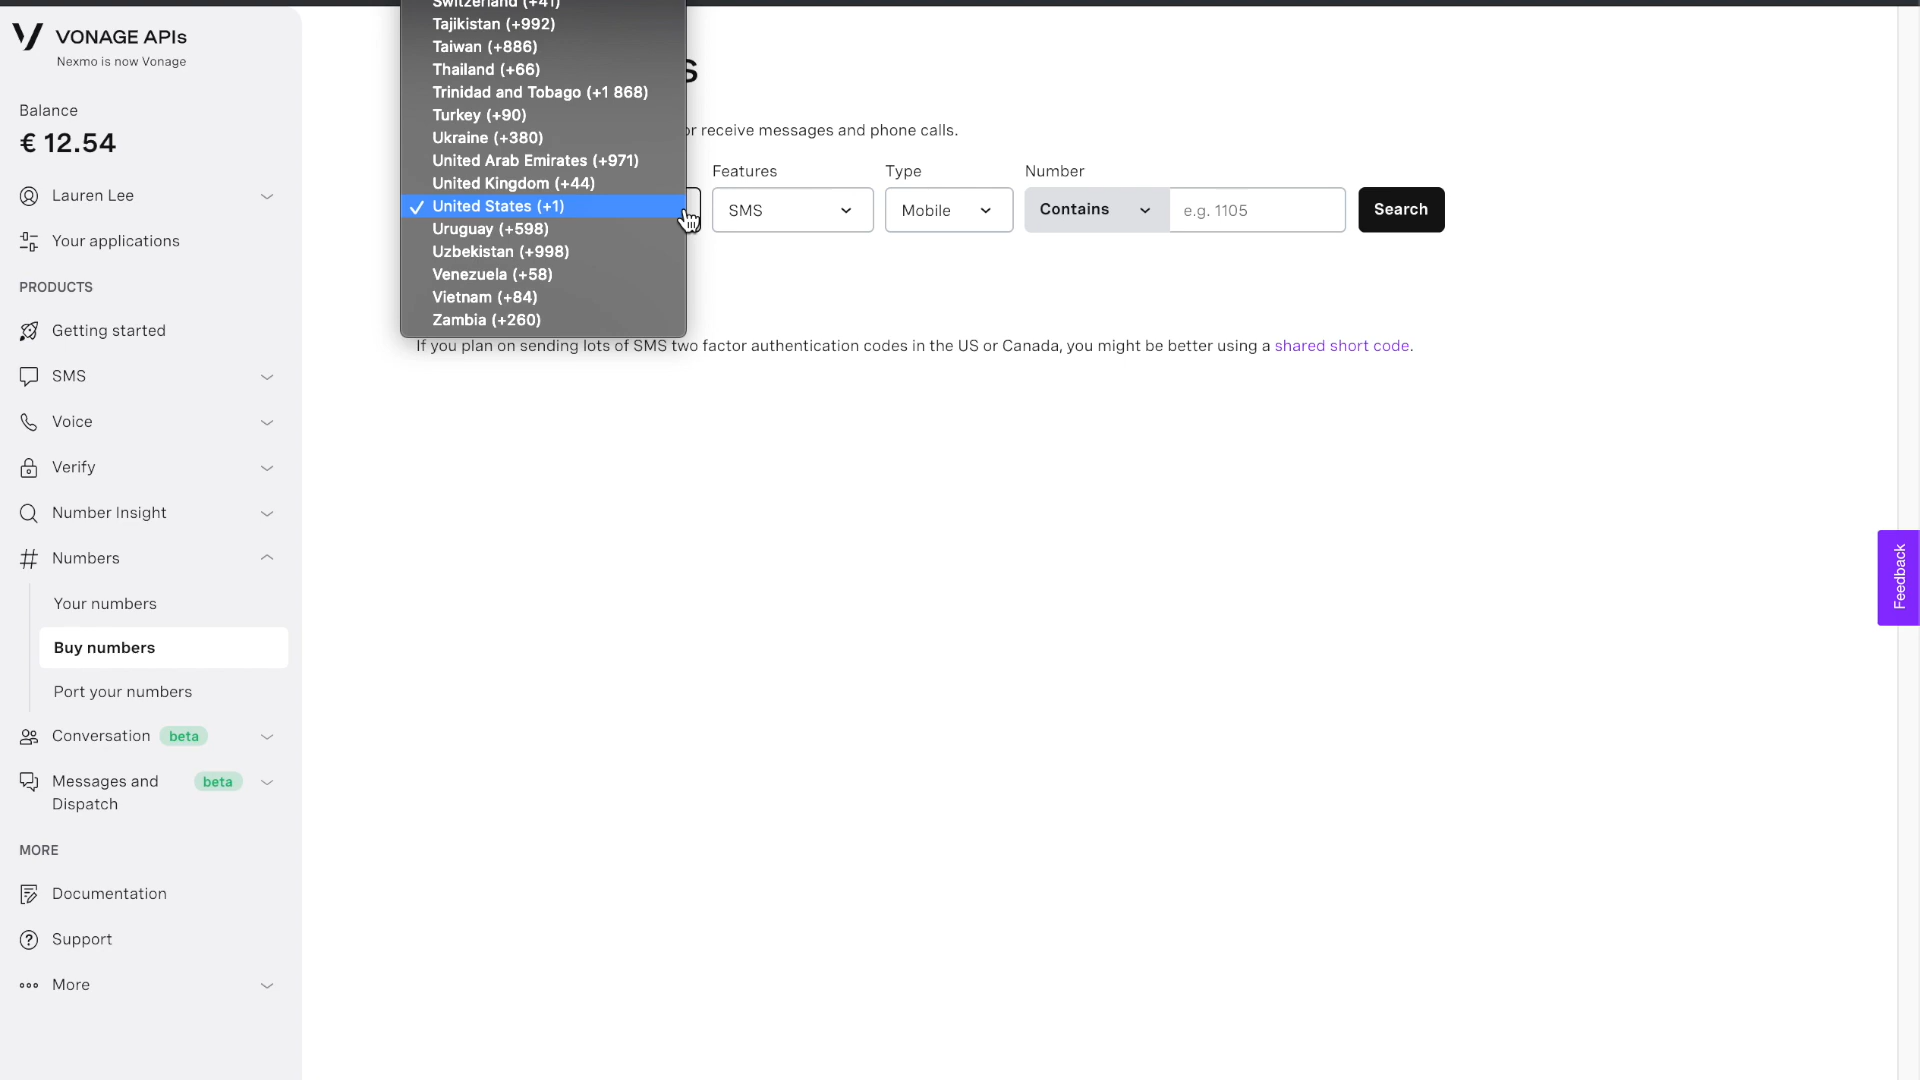 VONAGE APIs
Nexmo is now Vonage
Balance
€ 12.54
Lauren Lee
Your applications
PRODUCTS
Getting started
SMS
Voice
Verify
Number Insight
Numbers
Your numbers
Buy numbers
Port your numbers
Conversation beta
Messages and Dispatch beta
MORE
Documentation
Support
More
Switzerland (+41)
Tajikistan (+992)
Taiwan (+886)
Thailand (+66)
Trinidad and Tobago (+1 868)
Turkey (+90)
Ukraine (+380)
United Arab Emirates (+971)
United Kingdom (+44)
United States (+1)
Uruguay (+598)
Uzbekistan (+998)
Venezuela (+58)
Vietnam (+84)
Zambia (+260)
s
or receive messages and phone calls.
Features
Type
Number
SMS
Mobile
Contains
e.g. 1105
Search
If you plan on sending lots of SMS two factor authentication codes in the US or Canada, you might be better using a shared short code.
Feedback